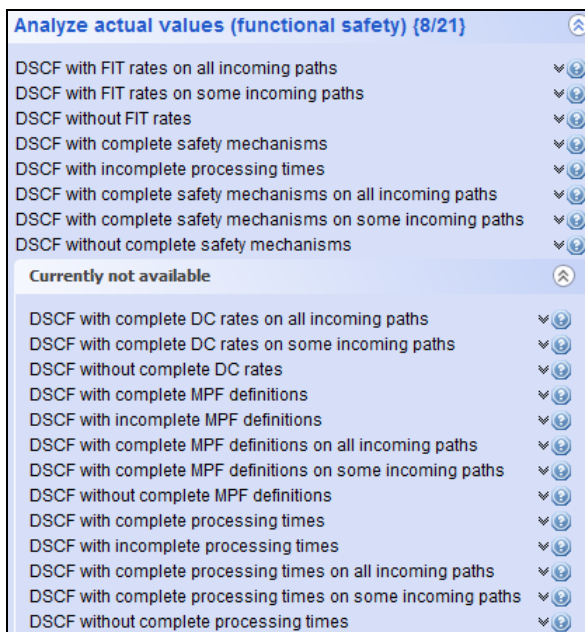 Analyze actual values (functional safety) {8/21}
DSCF with FIT rates on all incoming paths
DSCF with FIT rates on some incoming paths
DSCF without FIT rates
DSCF with complete safety mechanisms
DSCF with incomplete processing times
DSCF with complete safety mechanisms on all incoming paths
DSCF with complete safety mechanisms on some incoming paths
DSCF without complete safety mechanisms
Currently not available
DSCF with complete DC rates on all incoming paths
DSCF with complete DC rates on some incoming paths
DSCF without complete DC rates
DSCF with complete MPF definitions
DSCF with incomplete MPF definitions
DSCF with complete MPF definitions on all incoming paths
DSCF with complete MPF definitions on some incoming paths
DSCF without complete MPF definitions
DSCF with complete processing times
DSCF with incomplete processing times
DSCF with complete processing times on all incoming paths
DSCF with complete processing times on some incoming paths
DSCF without complete processing times